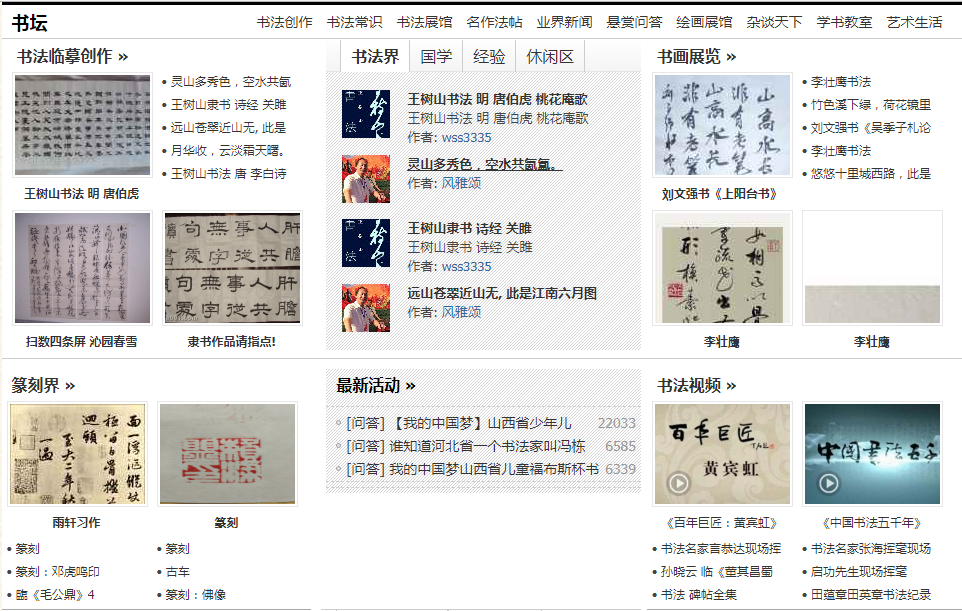 书坛
书法创作 书法常识 书法展馆 名作法帖 业界新闻 悬赏问答 绘画展馆 杂谈天下 学书教室 艺术生活
书法临摹创作 »
灵山多秀色，空水共氤
王树山隶书 诗经 关雎
远山苍翠近山无, 此是
月华收，云淡霜天曙。
王树山书法 唐 李白诗
王树山书法 明 唐伯虎
扫数四条屏 沁园春雪
隶书作品请指点!
书法界 国学 经验 休闲区
王树山书法 明 唐伯虎 桃花庵歌
王树山书法 明 唐伯虎 桃花庵歌
作者: wss3335
灵山多秀色，空水共氤氲。
作者: 风雅颂
王树山隶书 诗经 关雎
王树山隶书 诗经 关雎
作者: wss3335
远山苍翠近山无, 此是江南六月图
作者: 风雅颂
书画展览 »
李壮鹰书法
竹色溪下绿，荷花镜里
刘文强书《吴季子札论
李壮鹰书法
悠悠十里城西路，此是
刘文强书《上阳台书》
山高水长
非有老笔
李壮鹰
李壮鹰
篆刻界 »
雨轩习作
篆刻
篆刻
篆刻：邓虎鸣印
臨《毛公鼎》4
篆刻
古车
篆刻：佛像
最新活动 »
[问答] 【我的中国梦】山西省少年儿 22033
[问答] 谁知道河北省一个书法家叫冯栋 6585
[问答] 我的中国梦山西省儿童福布斯杯书 6339
书法视频 »
百年巨匠
黄宾虹
中国书法五千
《百年巨匠：黄宾虹》
《中国书法五千年》
书法名家言恭达现场挥
孙晓云 临《董其昌蜀
书法 碑帖全集
书法名家张海挥毫现场
启功先生现场挥毫
田蕴章田英章书法纪录